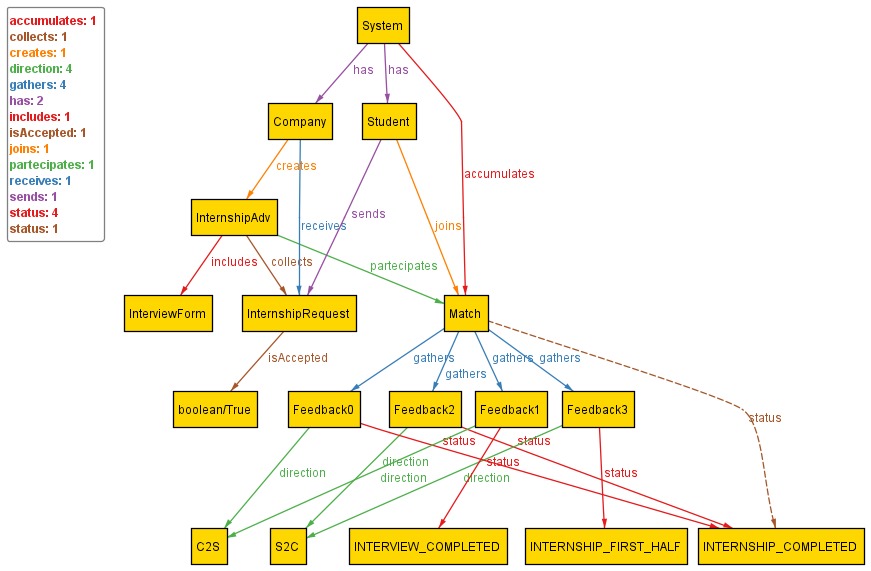 accumulates: 1
collects: 1
creates: 1
direction: 4
gathers: 4
has: 2
includes: 1
isAccepted: 1
joins: 1
partecipates: 1
receives: 1
sends: 1
status: 4
status: 1
System
has
has
Company
Student
creates
accumulates
InternshipAdv
receives
sends
joins
includes
collects
partecipates
InterviewForm
InternshipRequest
Match
isAccepted
gathers
gathers
gathers
gathers
boolean/True
Feedback0
Feedback2
Feedback1
Feedback3
status
status
status
direction
direction
status
status
direction
direction
C2S
S2C
INTERVIEW_COMPLETED
INTERNSHIP_FIRST_HALF
INTERNSHIP_COMPLETED